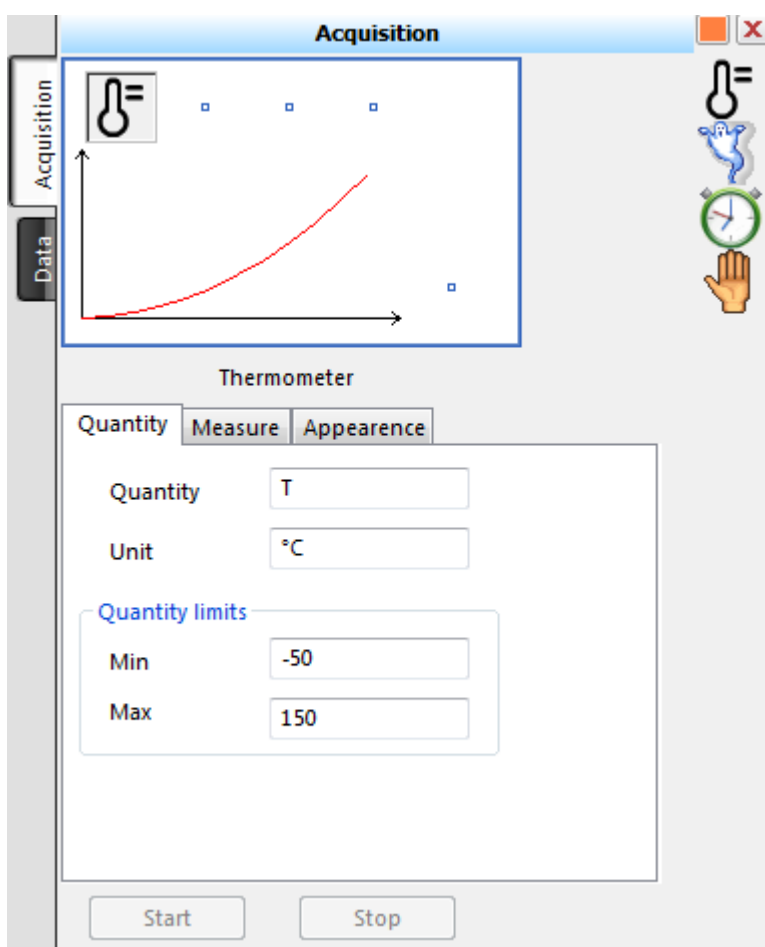 Acquisition
Acquisition
Data
Thermometer
Quantity Measure Appearence
Quantity T
Unit °C
Quantity limits
Min -50
Max 150
Start Stop